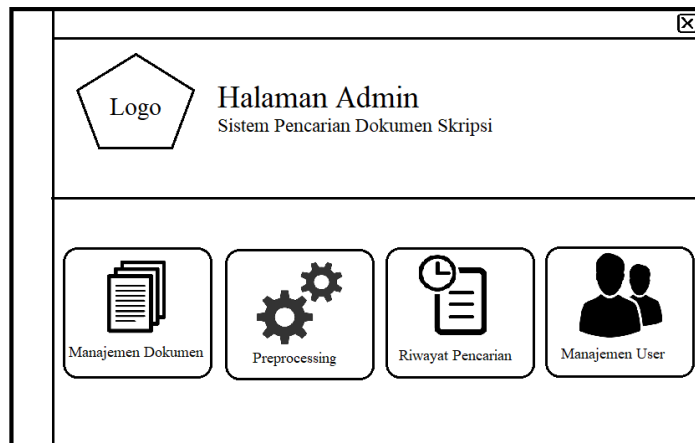 Logo
Halaman Admin
Sistem Pencarian Dokumen Skripsi
Manajemen Dokumen
Preprocessing
Riwayat Pencarian
Manajemen User